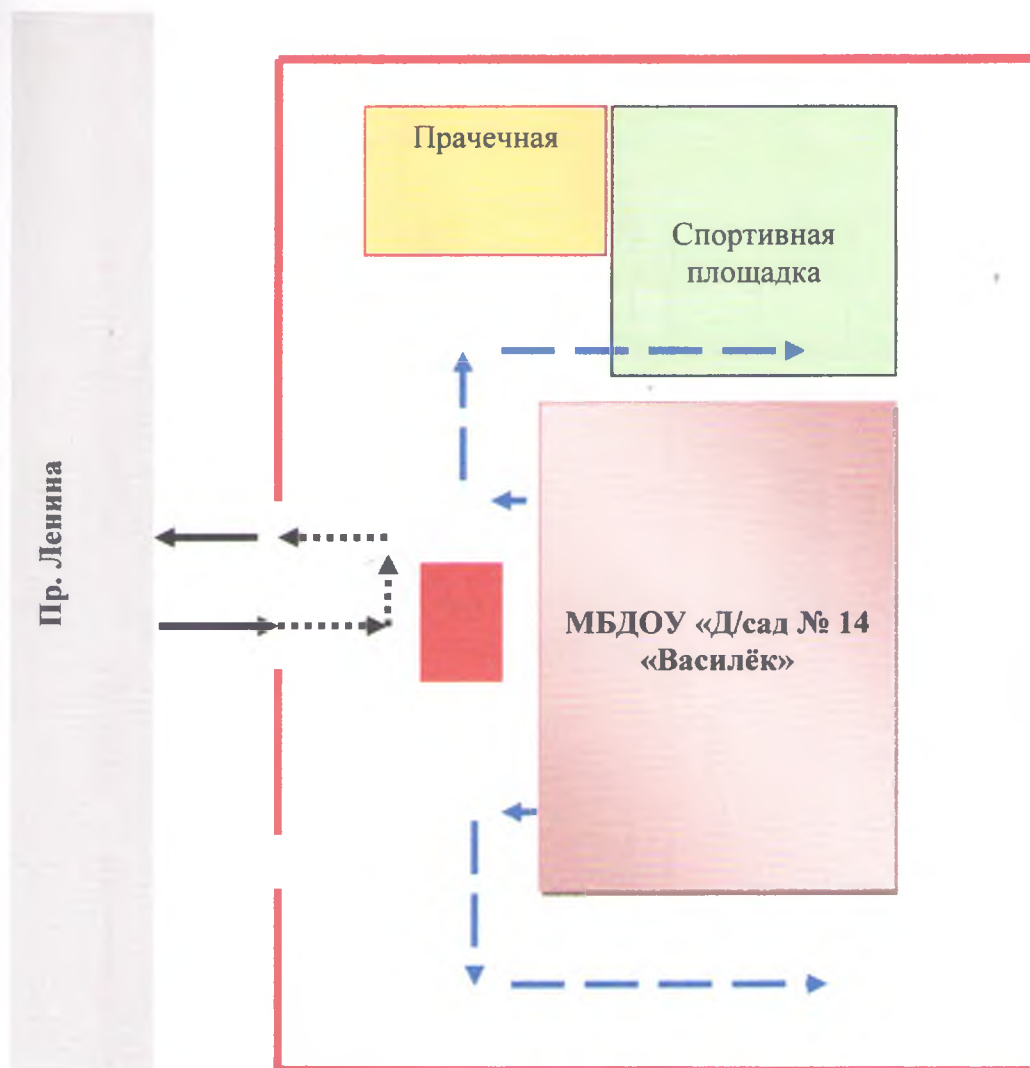 Прачечная
Спортивная
площадка
Пр. Ленина
МБДОУ «Д/сад № 14
«Василёк»